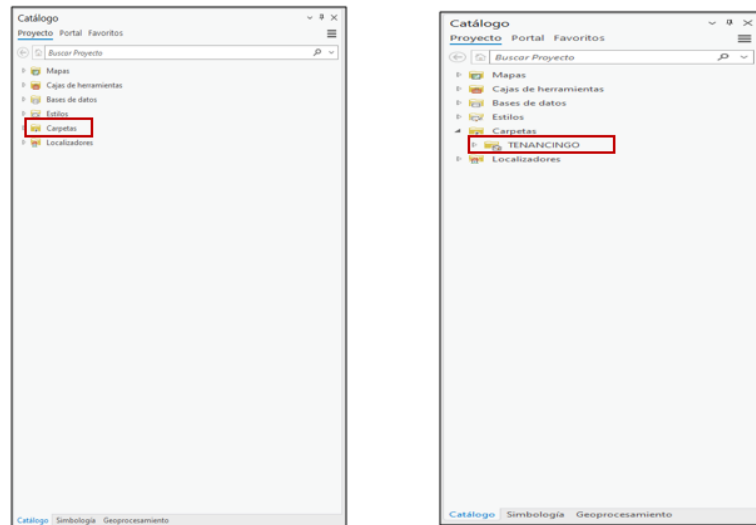 Catálogo
Proyecto Portal Favoritos
Buscar Proyecto
Mapas
Cajas de herramientas
Bases de datos
Estilos
Carpetas
Localizadores
Catálogo Simbología Geoprocesamiento
Catálogo
Proyecto Portal Favoritos
Buscar Proyecto
Mapas
Cajas de herramientas
Bases de datos
Estilos
Carpetas
TENANCINGO
Localizadores
Catálogo Simbología Geoprocesamiento